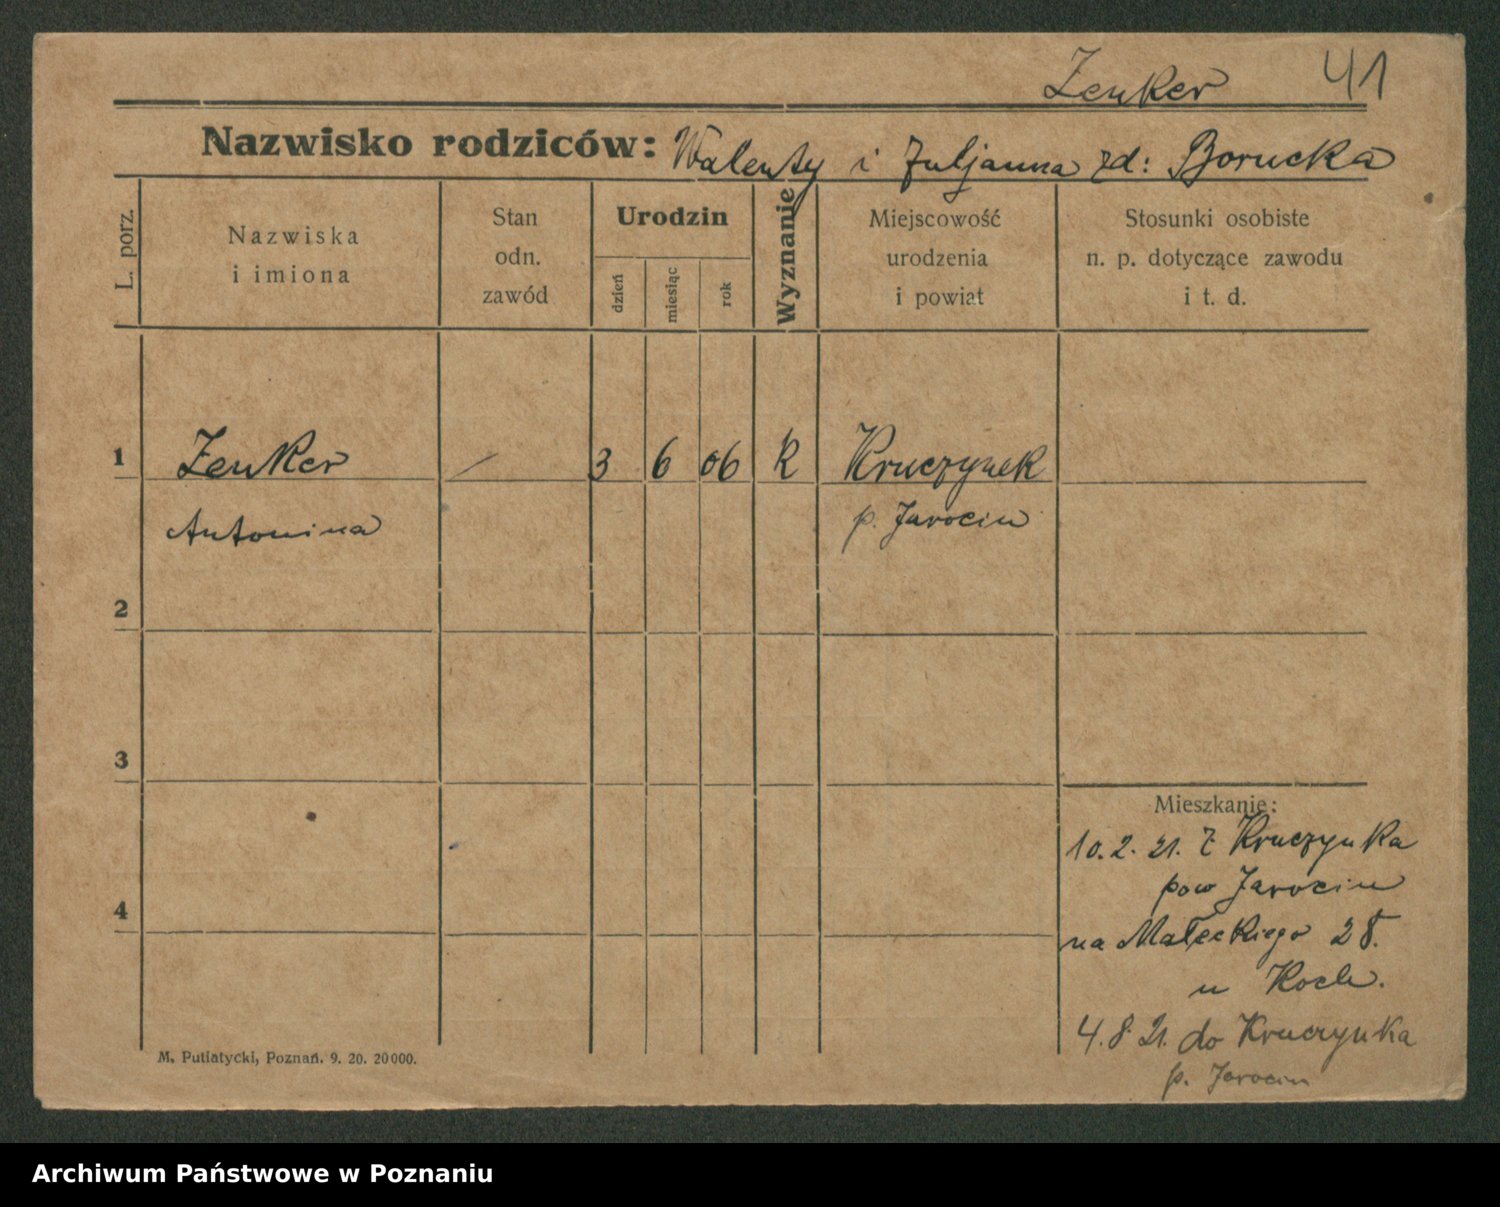 Zenker 41
Nazwisko rodziców: Walenty i Juljanna zd: Borucka
L. porz.
Nazwiska
i imiona
Stan
odn.
zawód
Urodzin
dzień
miesiąc
rok
Wyznanie
Miejscowość
urodzenia
i powiat
Stosunki osobiste
n. p. dotyczące zawodu
i t. d.
1 Zenker / 3 6 06 K Kruczynek
Antonina p. Jarocin
2
3
Mieszkanie:
10. 2. 21. z Kruczynka
pow Jarocin
4
na Małeckiego 28.
u Koch.
4. 8. 21. do Kruczynka
p. Jarocin
M. Putiatycki, Poznań. 9. 20. 20000.
Archiwum Państwowe w Poznaniu